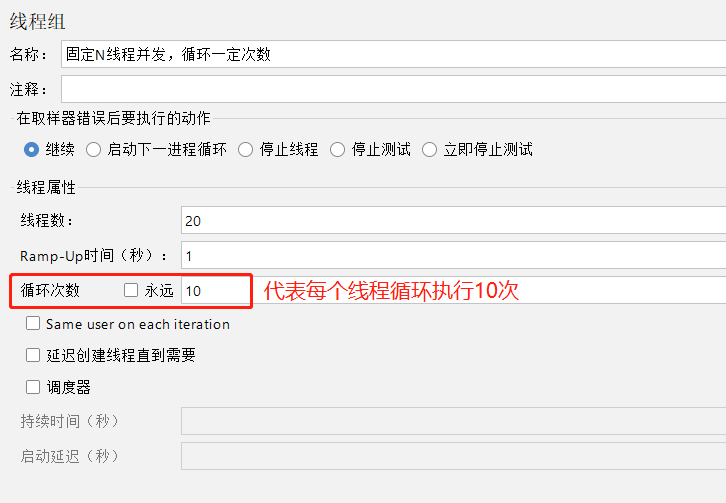 线程组
名称： 固定N线程并发，循环一定次数
注释：
在取样器错误后要执行的动作
继续 启动下一进程循环 停止线程 停止测试 立即停止测试
线程属性
线程数： 20
Ramp-Up时间（秒）： 1
循环次数 永远 10 代表每个线程循环执行10次
Same user on each iteration
延迟创建线程直到需要
调度器
持续时间（秒）
启动延迟（秒）